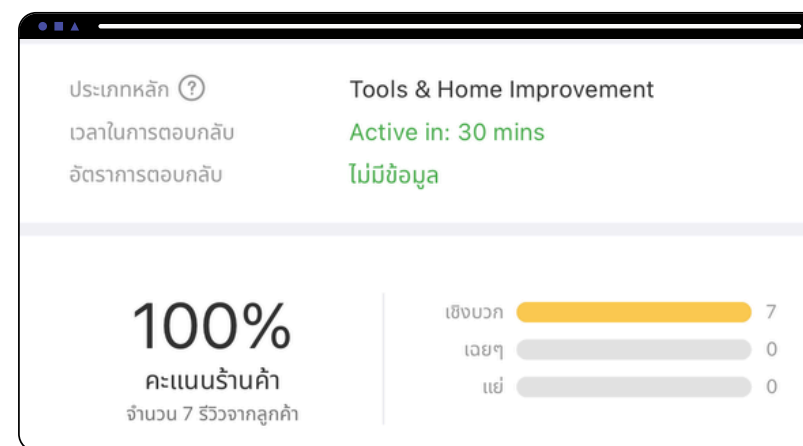 ประเภทหลัก ? Tools & Home Improvement
เวลาในการตอบกลับ Active in: 30 mins
อัตราการตอบกลับ ไม่มีข้อมูล
100%
คะแนนร้านค้า
จำนวน 7 รีวิวจากลูกค้า
เชิงบวก 7
เฉยๆ 0
แย่ 0